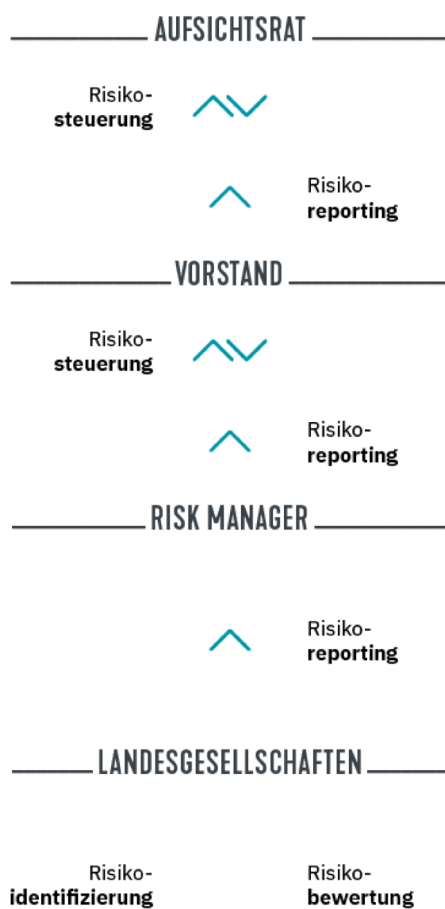 AUFSICHTSRAT
Risiko-
steuerung
Risiko-
reporting
VORSTAND
Risiko-
steuerung
Risiko-
reporting
RISK MANAGER
Risiko-
reporting
LANDESGESELLSCHAFTEN
Risiko-
identifizierung
Risiko-
bewertung